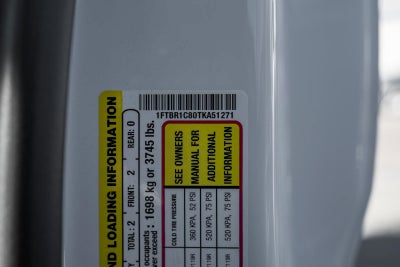 1FTBR1C80TKA51271
ND LOADING INFORMATION
TOTAL: 2 FRONT: 2 REAR: 0
occupants : 1698 kg or 3745 lbs.
ver exceed :
SEE OWNERS
MANUAL FOR
ADDITIONAL
INFORMATION
COLD TIRE PRESSURE
360 KPA, 52 PSI
520 KPA, 75 PSI
520 KPA, 75 PSI
119R
119R